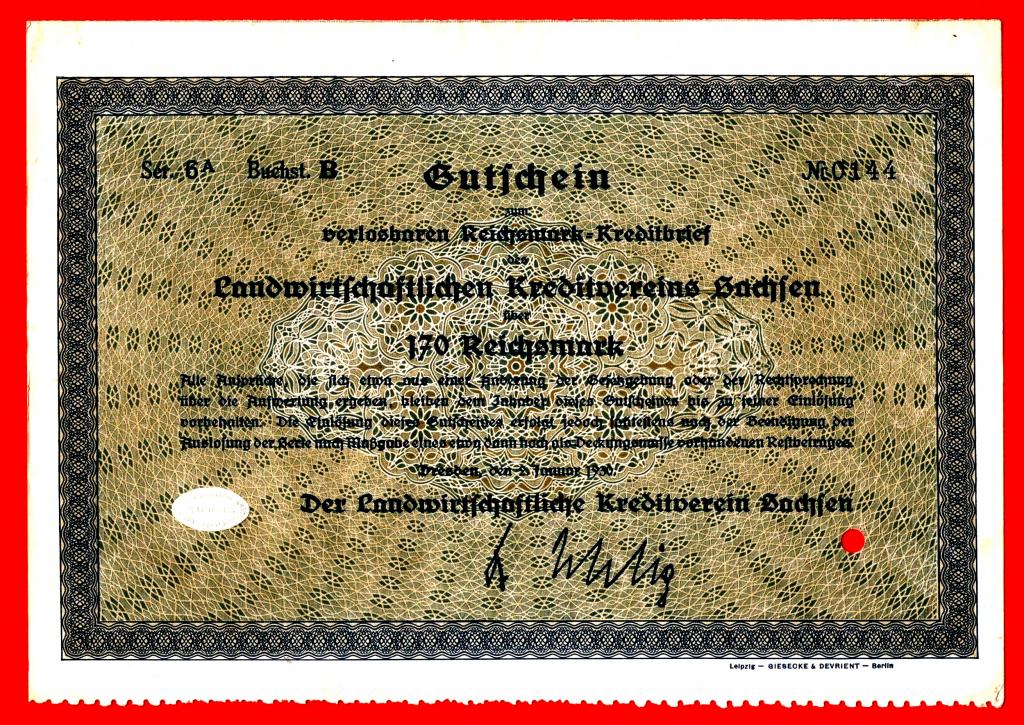 Ser. 6A Buchst. B Gutschein Nr. 0144
zum
verlosbaren Reichsmark-Kreditbrief
des
Landwirtschaftlichen Kreditvereins Sachsen
über
170 Reichsmark
Alle Ansprüche, die sich etwa aus einer Änderung der Gesetzgebung oder der Rechtsprechung
über die Aufwertung ergeben, bleiben dem Inhaber dieses Gutscheines bis zu seiner Einlösung
vorbehalten. Die Einlösung dieses Gutscheines erfolgt jedoch spätestens nach der Beendigung der
Auslosung der Serie nach Maßgabe eines etwa dann noch als Deckungsmasse vorhandenen Restbetrages.
Dresden, den 2. Januar 1930.
Der Landwirtschaftliche Kreditverein Sachsen
Leipzig — GIESECKE & DEVRIENT — Berlin